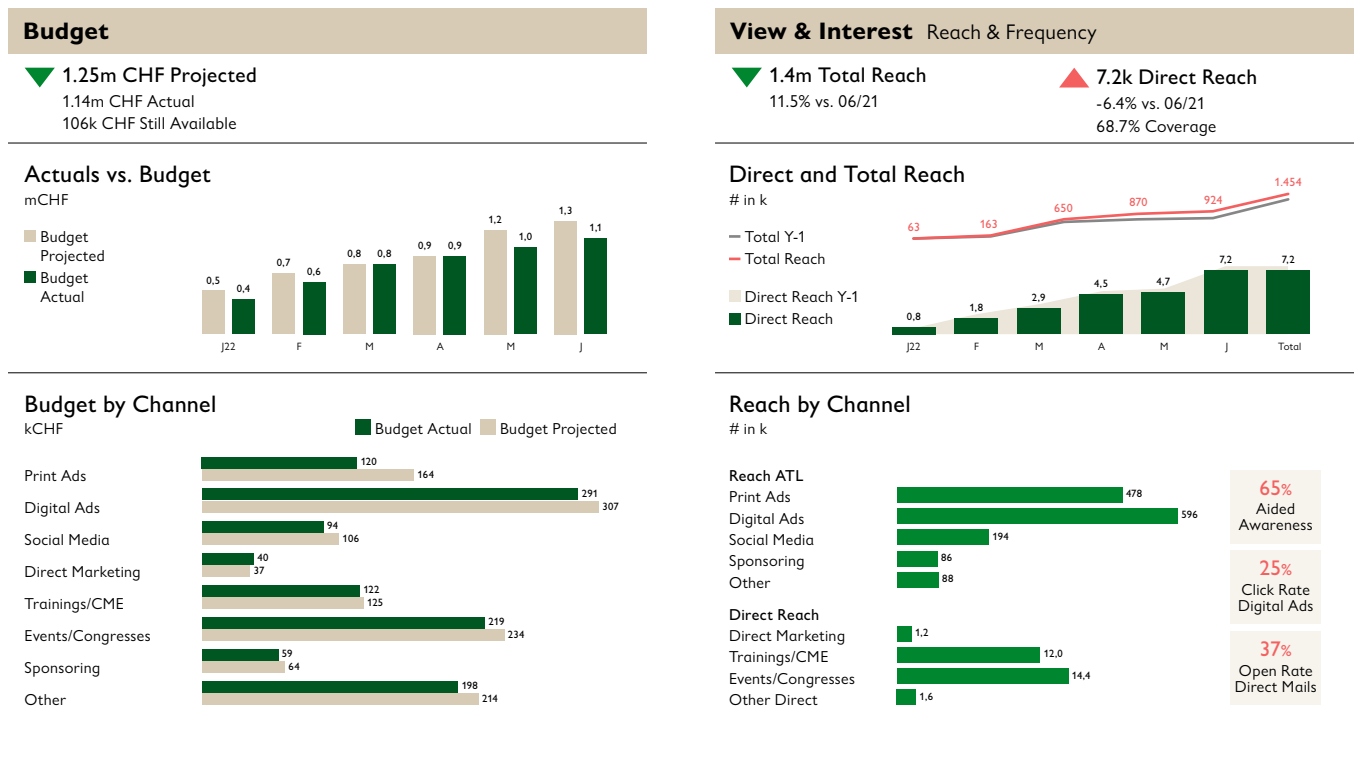 Budget
1.25m CHF Projected
1.14m CHF Actual
106k CHF Still Available
Actuals vs. Budget
mCHF
Budget
Projected
Budget
Actual
0,5
0,4
0,7
0,6
0,8
0,8
0,9
0,9
1,2
1,0
1,3
1,1
J22
F
M
A
M
J
Budget by Channel
kCHF
Budget Actual
Budget Projected
Print Ads
120
164
Digital Ads
291
307
Social Media
94
106
Direct Marketing
40
37
Trainings/CME
122
125
Events/Congresses
219
234
Sponsoring
59
64
Other
198
214
View & Interest Reach & Frequency
1.4m Total Reach
11.5% vs. 06/21
7.2k Direct Reach
-6.4% vs. 06/21
68.7% Coverage
Direct and Total Reach
# in k
Total Y-1
Total Reach
Direct Reach Y-1
Direct Reach
63
163
650
870
924
1.454
0,8
1,8
2,9
4,5
4,7
7,2
7,2
J22
F
M
A
M
J
Total
Reach by Channel
# in k
Reach ATL
Print Ads
478
Digital Ads
596
Social Media
194
Sponsoring
86
Other
88
Direct Reach
Direct Marketing
1,2
Trainings/CME
12,0
Events/Congresses
14,4
Other Direct
1,6
65%
Aided
Awareness
25%
Click Rate
Digital Ads
37%
Open Rate
Direct Mails